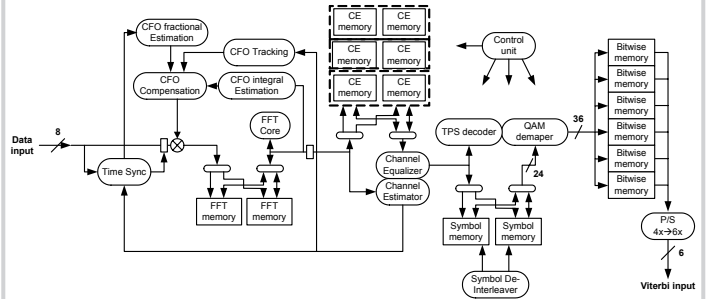 CFO fractional
Estimation
CFO Tracking
CFO
Compensation
CFO integral
Estimation
CE
memory
CE
memory
CE
memory
CE
memory
CE
memory
CE
memory
Control
unit
Bitwise
memory
Bitwise
memory
Bitwise
memory
Bitwise
memory
Bitwise
memory
Bitwise
memory
Data
input
8
Time Sync
FFT
Core
FFT
memory
FFT
memory
Channel
Equalizer
Channel
Estimator
TPS decoder
QAM
demaper
36
24
Symbol
memory
Symbol
memory
Symbol De-
Interleaver
P/S
4x→6x
6
Viterbi input